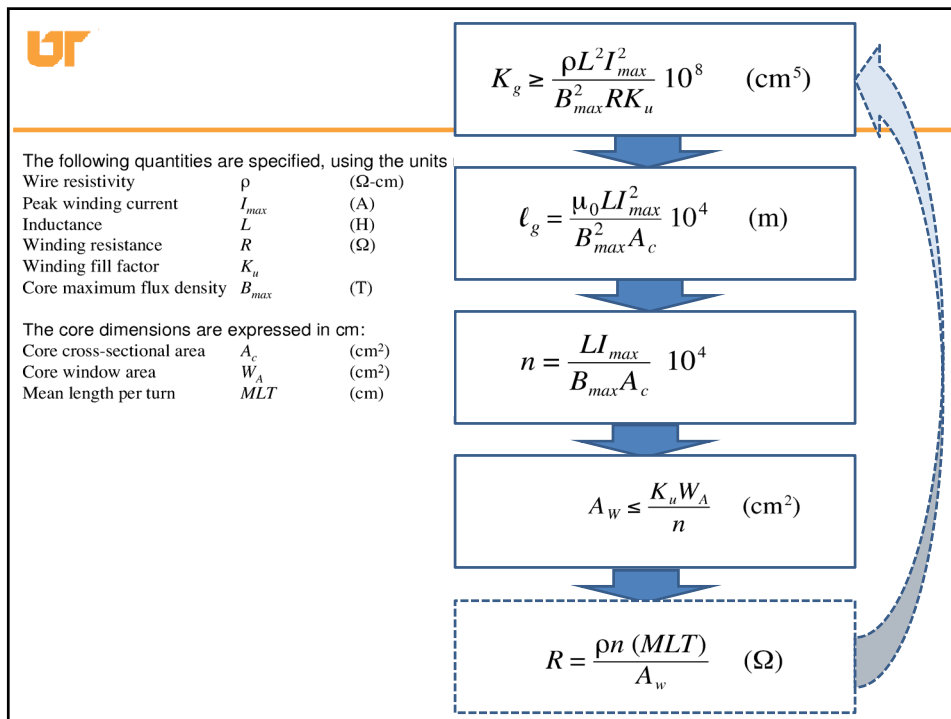 UT
The following quantities are specified, using the units
Wire resistivity ρ (Ω-cm)
Peak winding current I_max (A)
Inductance L (H)
Winding resistance R (Ω)
Winding fill factor K_u
Core maximum flux density B_max (T)
The core dimensions are expressed in cm:
Core cross-sectional area A_c (cm²)
Core window area W_A (cm²)
Mean length per turn MLT (cm)
K_g ≥ ρL²I²_max / B²_max RK_u 10⁸ (cm⁵)
ℓ_g = μ₀LI²_max / B²_max A_c 10⁴ (m)
n = LI_max / B_max A_c 10⁴
A_W ≤ K_u W_A / n (cm²)
R = ρn (MLT) / A_w (Ω)